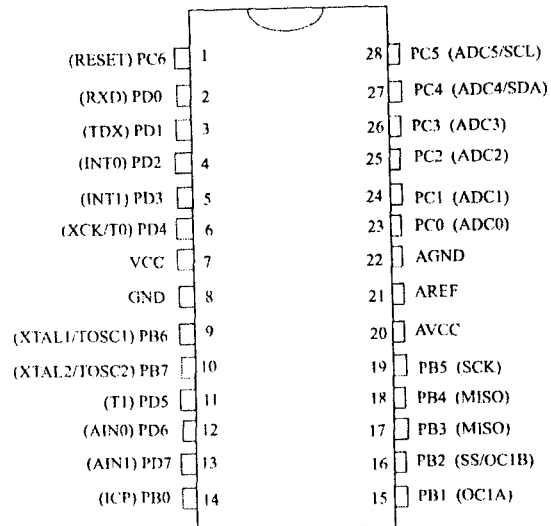 (RESET) PC6 1
(RXD) PD0 2
(TDX) PD1 3
(INT0) PD2 4
(INT1) PD3 5
(XCK/T0) PD4 6
VCC 7
GND 8
(XTAL1/TOSC1) PB6 9
(XTAL2/TOSC2) PB7 10
(T1) PD5 11
(AIN0) PD6 12
(AIN1) PD7 13
(ICP) PB0 14
28 PC5 (ADC5/SCL)
27 PC4 (ADC4/SDA)
26 PC3 (ADC3)
25 PC2 (ADC2)
24 PC1 (ADC1)
23 PC0 (ADC0)
22 AGND
21 AREF
20 AVCC
19 PB5 (SCK)
18 PB4 (MISO)
17 PB3 (MISO)
16 PB2 (SS/OC1B)
15 PB1 (OC1A)